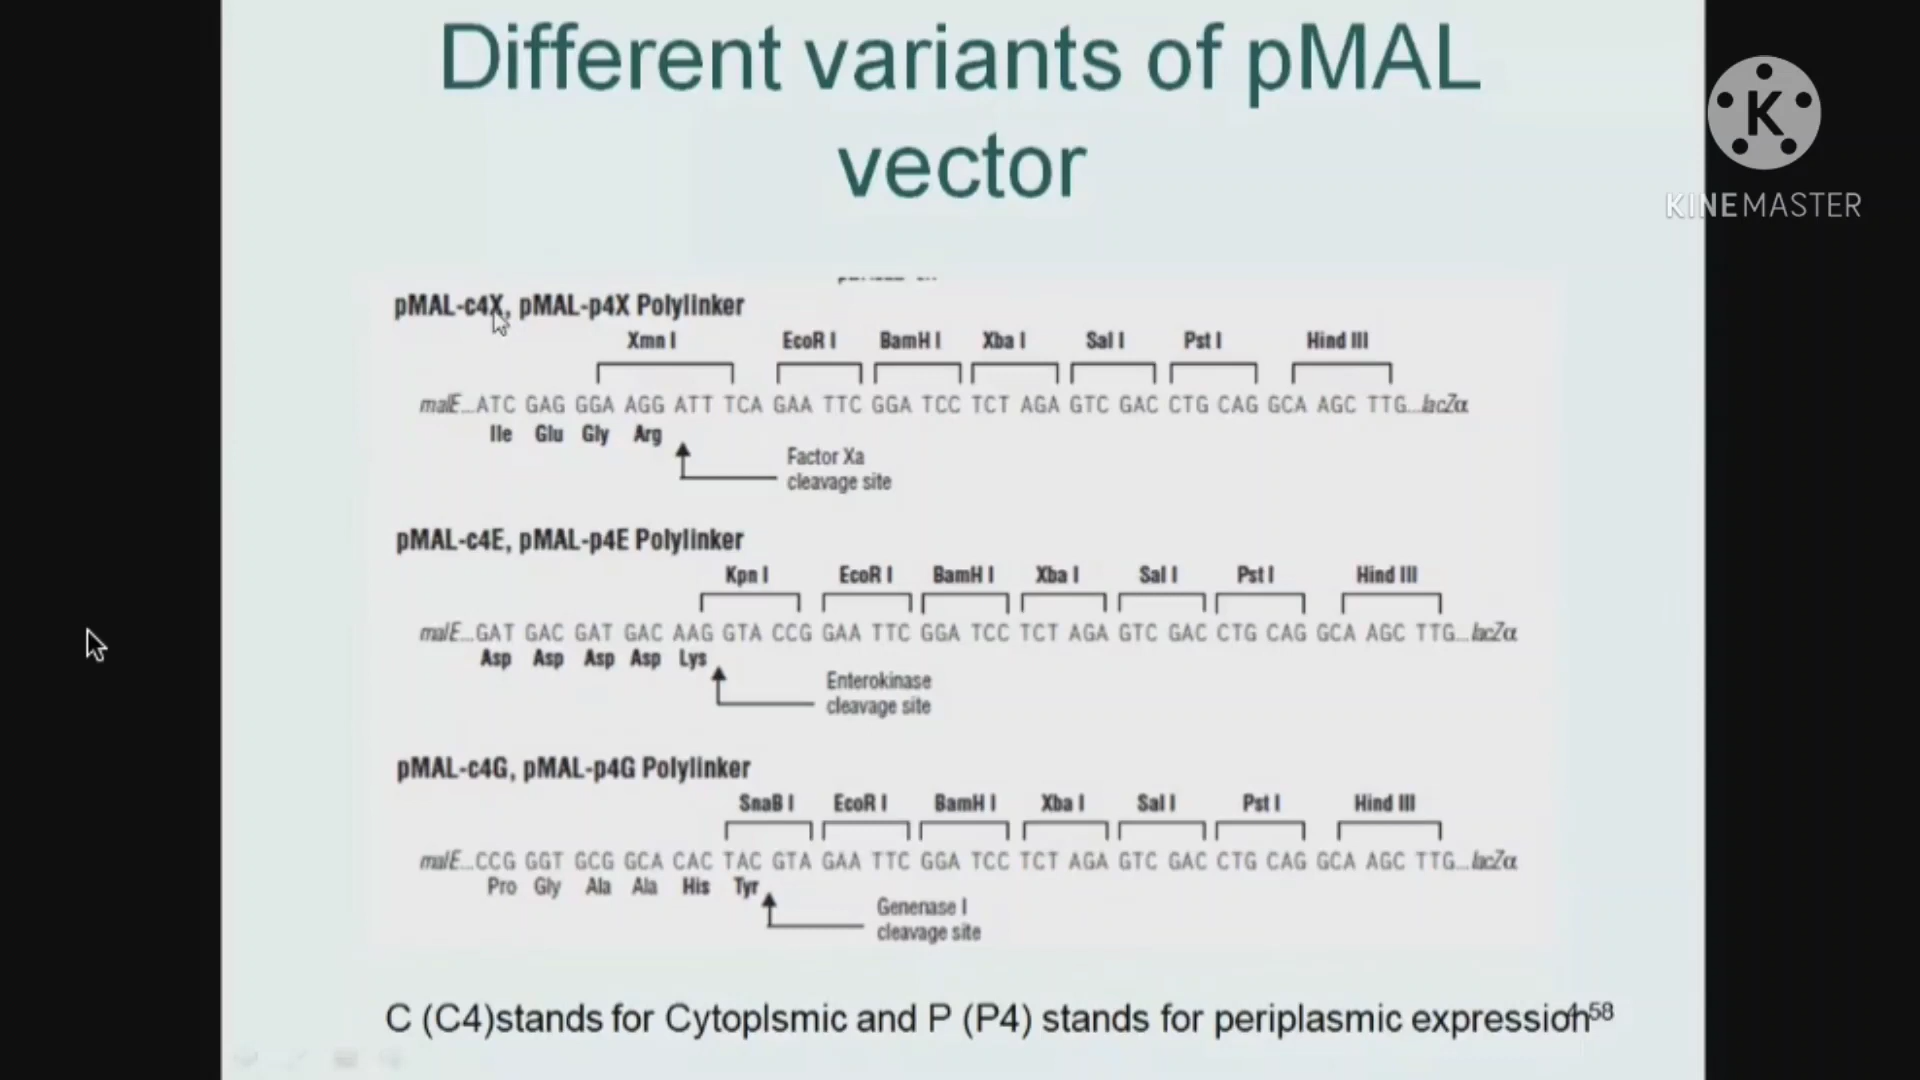 Different variants of pMAL
vector
K
KINEMASTER
pMAL-c4X, pMAL-p4X Polylinker
Xmn I EcoR I BamH I Xba I Sal I Pst I Hind III
malE...ATC GAG GGA AGG ATT TCA GAA TTC GGA TCC TCT AGA GTC GAC CTG CAG GCA AGC TTG...lacZα
Ile Glu Gly Arg
Factor Xa
cleavage site
pMAL-c4E, pMAL-p4E Polylinker
Kpn I EcoR I BamH I Xba I Sal I Pst I Hind III
malE...GAT GAC GAT GAC AAG GTA CCG GAA TTC GGA TCC TCT AGA GTC GAC CTG CAG GCA AGC TTG...lacZα
Asp Asp Asp Asp Lys
Enterokinase
cleavage site
pMAL-c4G, pMAL-p4G Polylinker
SnaB I EcoR I BamH I Xba I Sal I Pst I Hind III
malE...CCG GGT GCG GCA CAC TAC GTA GAA TTC GGA TCC TCT AGA GTC GAC CTG CAG GCA AGC TTG...lacZα
Pro Gly Ala Ala His Tyr
Genenase I
cleavage site
C (C4)stands for Cytoplsmic and P (P4) stands for periplasmic expression
4-58